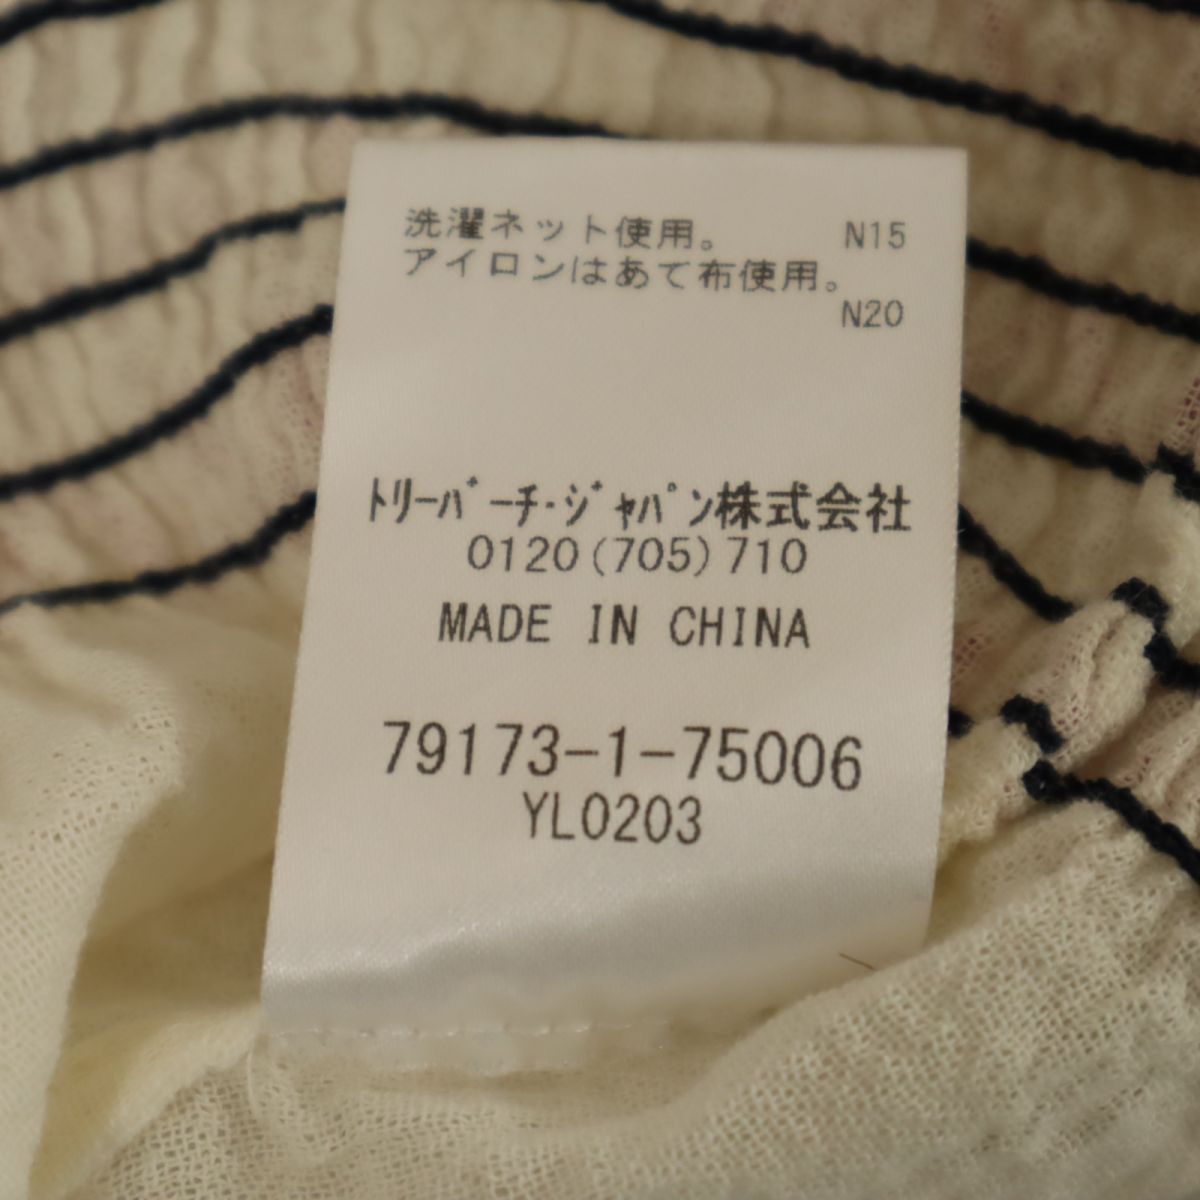 洗濯ネット使用。 N15
アイロンはあて布使用。
N20
ﾄﾘｰﾊﾞｰﾁ･ｼﾞｬﾊﾟﾝ株式会社
0120(705)710
MADE IN CHINA
79173-1-75006
YL0203